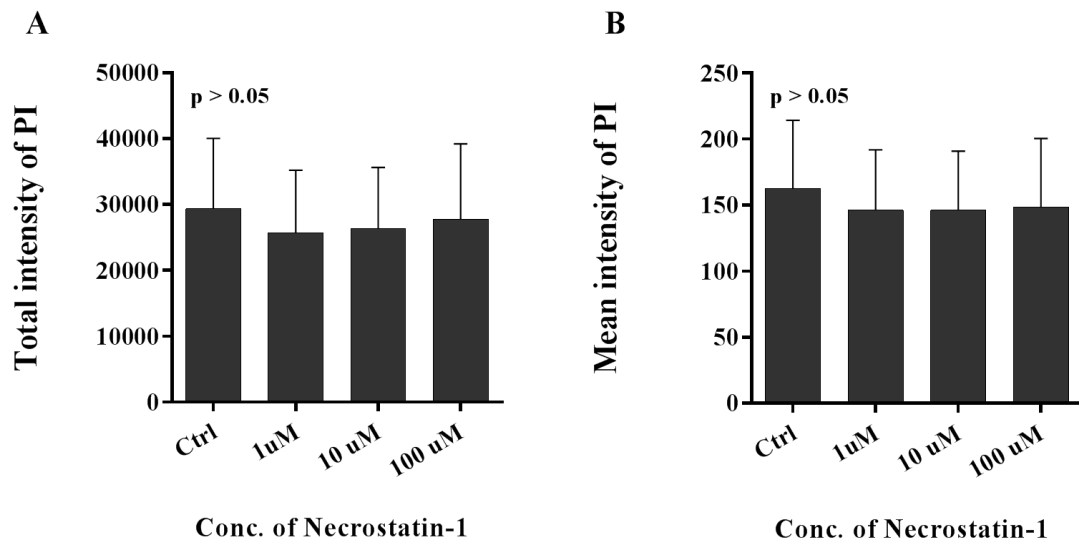 A
Total intensity of PI
50000
40000
30000
20000
10000
0
p > 0.05
Ctrl
1uM
10 uM
100 uM
Conc. of Necrostatin-1
B
Mean intensity of PI
250
200
150
100
50
0
p > 0.05
Ctrl
1uM
10 uM
100 uM
Conc. of Necrostatin-1